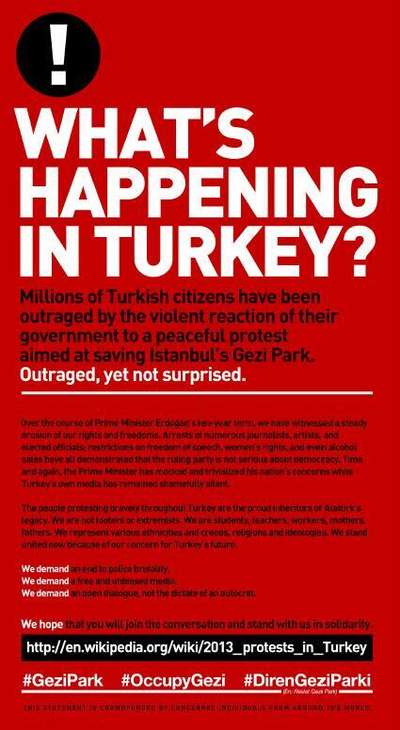 !
WHAT'S
HAPPENING
IN TURKEY?
Millions of Turkish citizens have been
outraged by the violent reaction of their
government to a peaceful protest
aimed at saving Istanbul's Gezi Park.
Outraged, yet not surprised.
Over the course of Prime Minister Erdoğan's ten-year term, we have witnessed a steady
erosion of our rights and freedoms. Arrests of numerous journalists, artists, and
elected officials, restrictions on freedom of speech, women's rights, and even alcohol
sales have all demonstrated that the ruling party is not serious about democracy. Time
and again, the Prime Minister has mocked and trivialized his nation's concerns while
Turkey's own media has remained shamefully silent.
The people protesting bravely throughout Turkey are the proud inheritors of Ataturk's
legacy. We are not looters or extremists. We are students, teachers, workers, mothers,
fathers. We represent various ethnicities and creeds, religions and ideologies. We stand
united now because of our concern for Turkey's future.
We demand an end to police brutality.
We demand a free and unbiased media.
We demand an open dialogue, not the dictate of an autocrat.
We hope that you will join the conversation and stand with us in solidarity.
http://en.wikipedia.org/wiki/2013_protests_in_Turkey
#GeziPark #OccupyGezi #DirenGeziParki
(En; Resist Gezi Park)
THIS STATEMENT IS CROWDFUNDED BY CONCERNED INDIVIDUALS FROM AROUND THE WORLD.